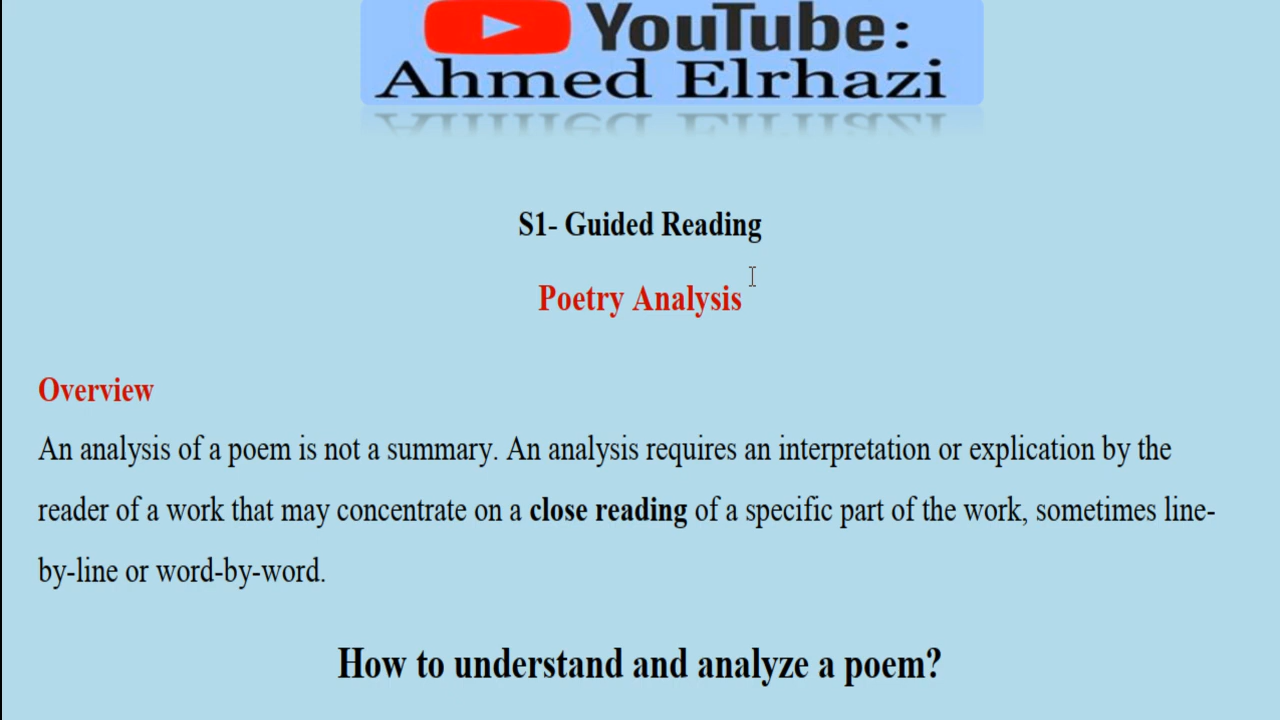 YouTube:
Ahmed Elrhazi
S1- Guided Reading
Poetry Analysis
Overview
An analysis of a poem is not a summary. An analysis requires an interpretation or explication by the
reader of a work that may concentrate on a close reading of a specific part of the work, sometimes line-
by-line or word-by-word.
How to understand and analyze a poem?